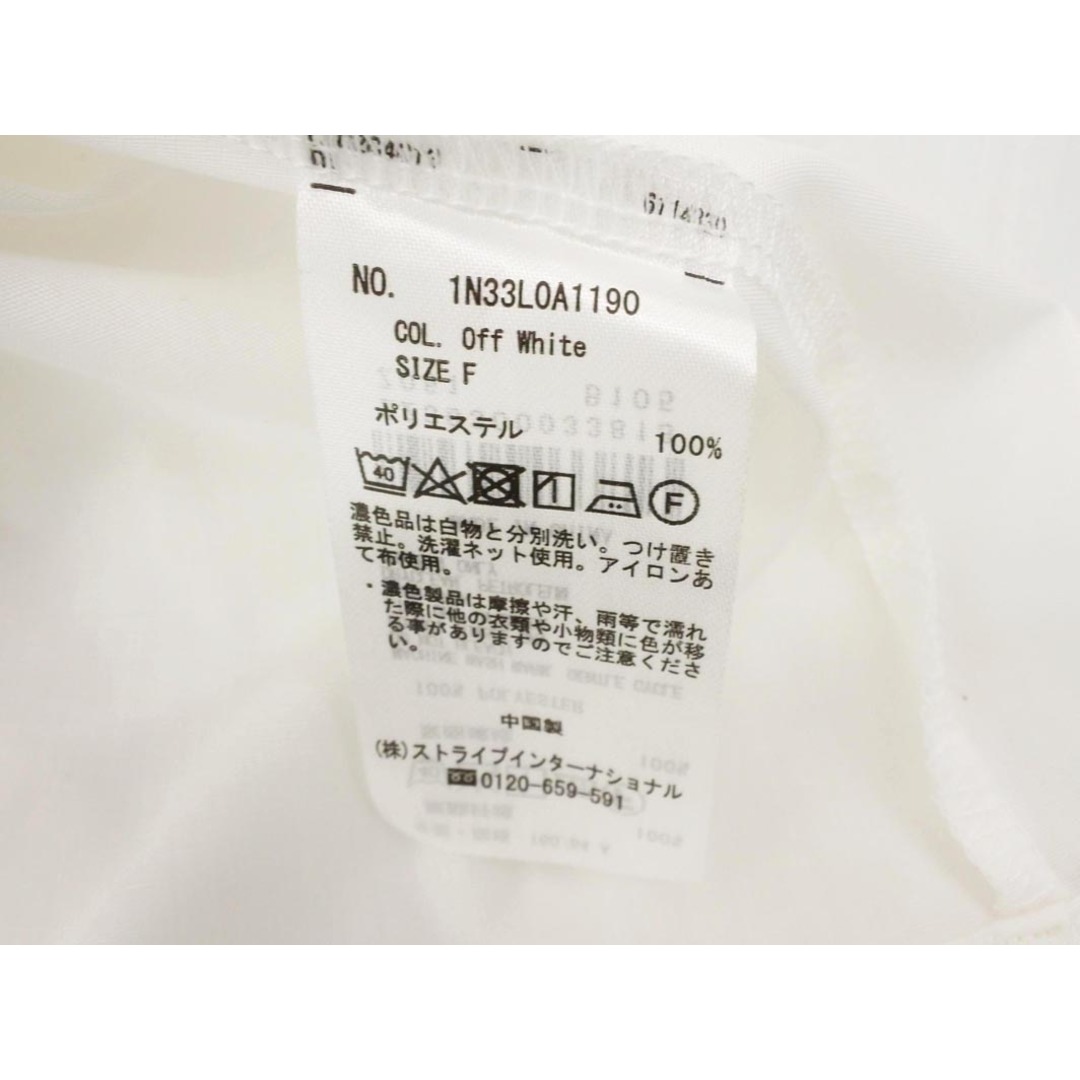 NO. 1N33L0A1190
COL. Off White
SIZE F
ポリエステル 100%
40
F
濃色品は白物と分別洗い。つけ置き
禁止。洗濯ネット使用。アイロンあ
て布使用。
・濃色製品は摩擦や汗、雨等で濡れ
た際に他の衣類や小物類に色が移
る事がありますのでご注意くださ
い。
中国製
(株)ストライプインターナショナル
0120-659-591